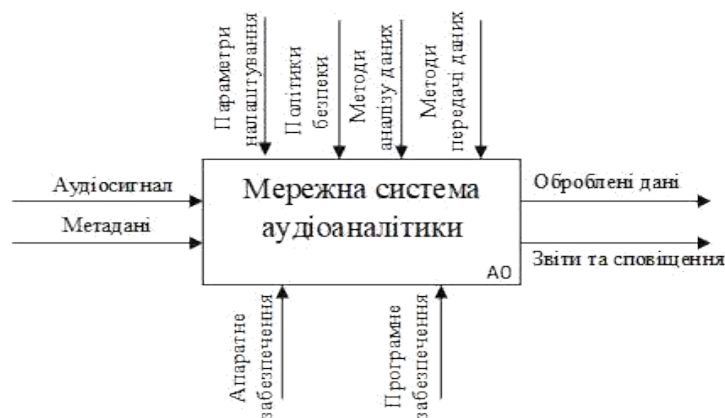 Параметри
налаштування
Політики
безпеки
Методи
аналізу даних
Методи
передачі даних
Аудіосигнал
Метадані
Мережна система
аудіоаналітики
A0
Оброблені дані
Звіти та сповіщення
Апаратне
забезпечення
Програмне
забезпечення